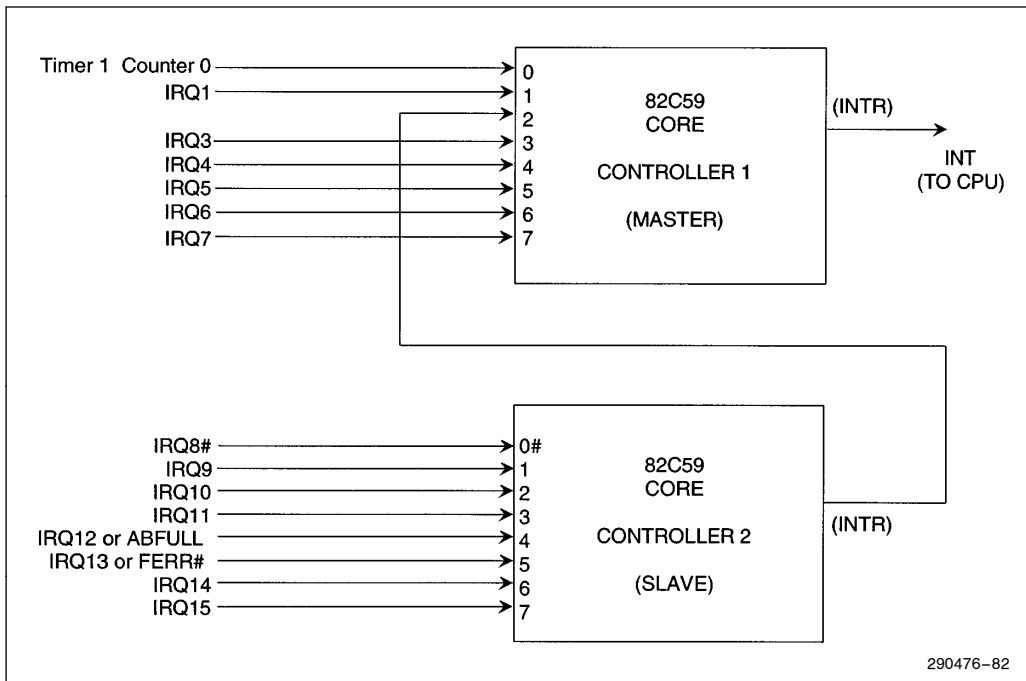 Timer 1 Counter 0
IRQ1
IRQ3
IRQ4
IRQ5
IRQ6
IRQ7
0
1
2
3
4
5
6
7
82C59
CORE
CONTROLLER 1
(MASTER)
(INTR)
INT
(TO CPU)
IRQ8#
IRQ9
IRQ10
IRQ11
IRQ12 or ABFULL
IRQ13 or FERR#
IRQ14
IRQ15
0#
1
2
3
4
5
6
7
82C59
CORE
CONTROLLER 2
(SLAVE)
(INTR)
290476-82